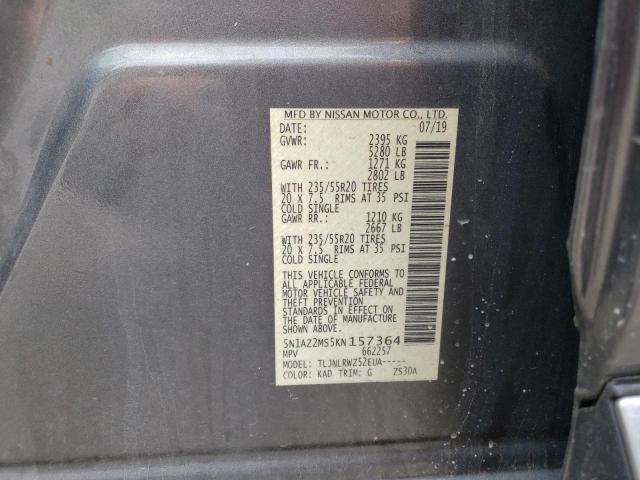 MFD BY NISSAN MOTOR CO., LTD.
DATE: 07/19
GVWR: 2395 KG
5280 LB
GAWR FR.: 1271 KG
2802 LB
WITH 235/55R20 TIRES
20 X 7.5 RIMS AT 35 PSI
COLD SINGLE
GAWR RR.: 1210 KG
2667 LB
WITH 235/55R20 TIRES
20 X 7.5 RIMS AT 35 PSI
COLD SINGLE
THIS VEHICLE CONFORMS TO
ALL APPLICABLE FEDERAL
MOTOR VEHICLE SAFETY AND
THEFT PREVENTION
STANDARDS IN EFFECT ON
THE DATE OF MANUFACTURE
SHOWN ABOVE.
5N1AZ2MS5KN157364
MPV 662257
MODEL: TLJNLRWZ52EUA-----
COLOR: KAD TRIM: G ZS30A